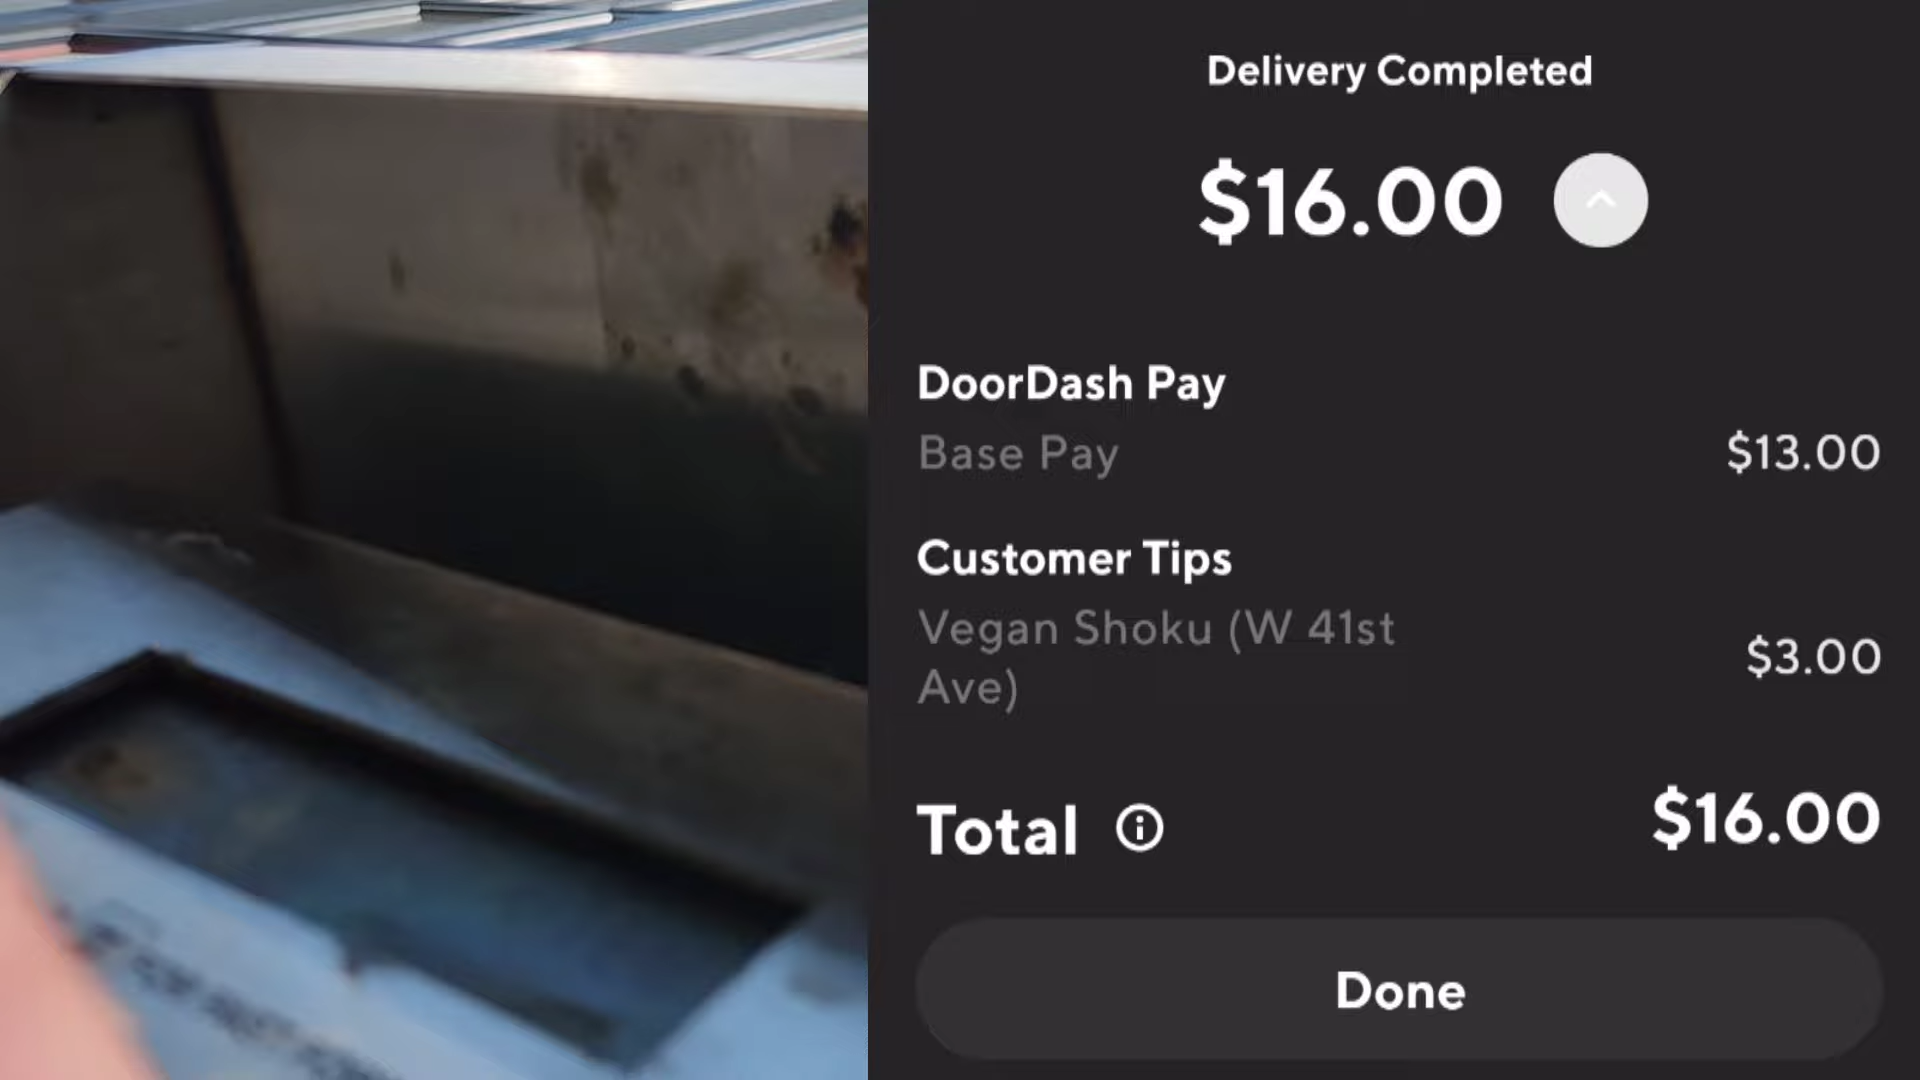 Delivery Completed
$16.00
DoorDash Pay
Base Pay
$13.00
Customer Tips
Vegan Shoku (W 41st
Ave)
$3.00
Total
$16.00
Done